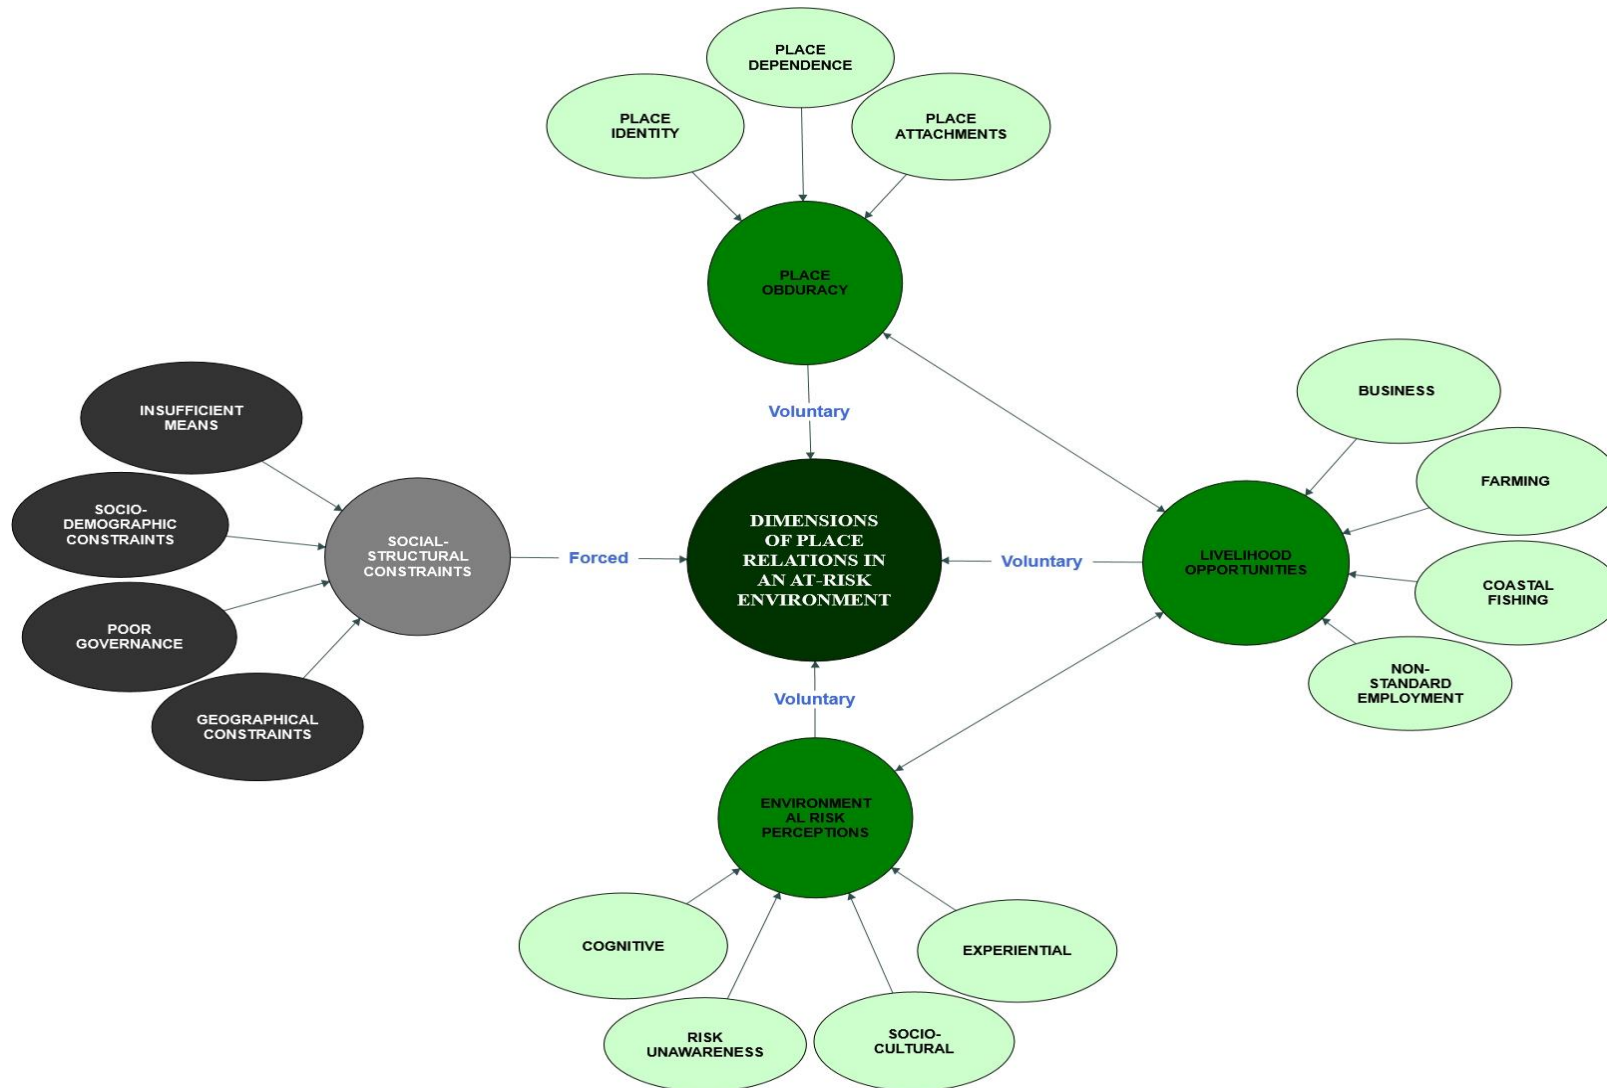 PLACE
DEPENDENCE
PLACE
IDENTITY
PLACE
ATTACHMENTS
PLACE
OBDURACY
Voluntary
INSUFFICIENT
MEANS
SOCIO-
DEMOGRAPHIC
CONSTRAINTS
POOR
GOVERNANCE
GEOGRAPHICAL
CONSTRAINTS
SOCIAL-
STRUCTURAL
CONSTRAINTS
Forced
DIMENSIONS
OF PLACE
RELATIONS IN
AN AT-RISK
ENVIRONMENT
Voluntary
LIVELIHOOD
OPPORTUNITIES
BUSINESS
FARMING
COASTAL
FISHING
NON-
STANDARD
EMPLOYMENT
Voluntary
ENVIRONMENT
AL RISK
PERCEPTIONS
COGNITIVE
RISK
UNAWARENESS
SOCIO-
CULTURAL
EXPERIENTIAL